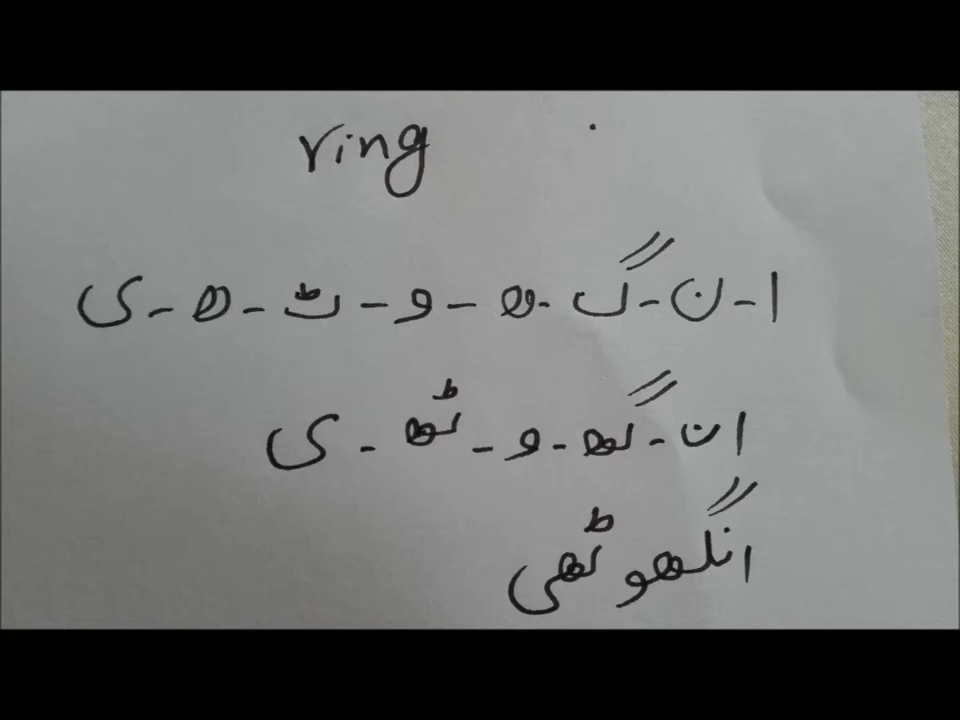 ring
ا - ن - گ - ھ - و - ٹ - ھ - ی
ان - گھ - و - ٹھ - ی
انگھوٹھی